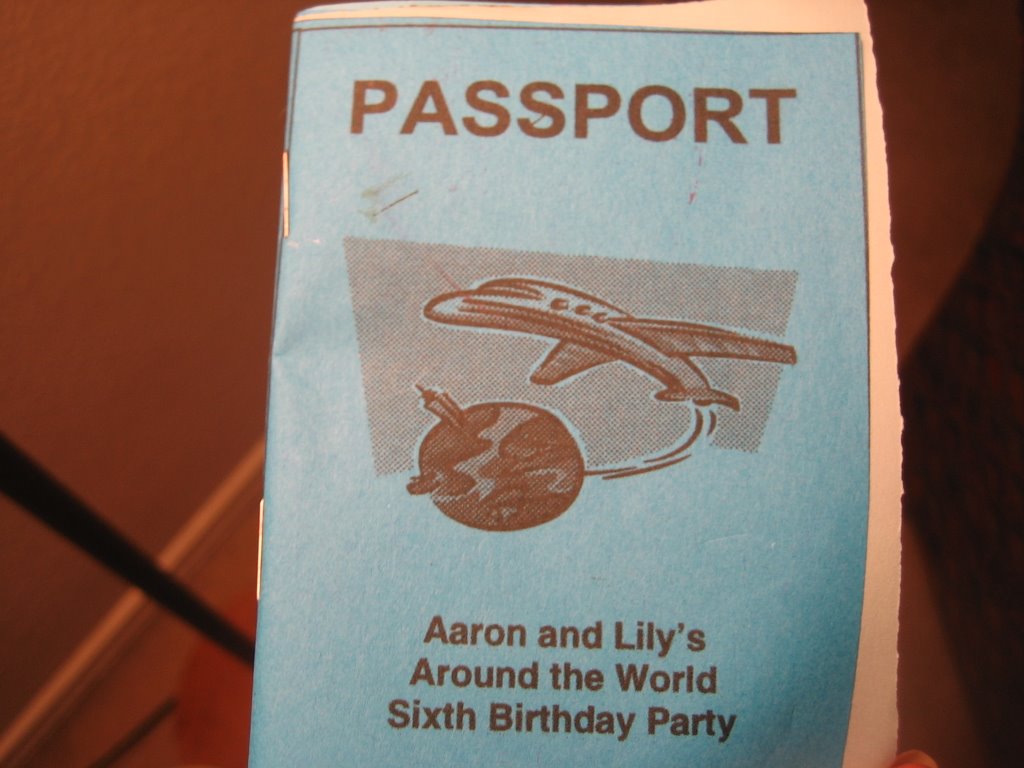 PASSPORT
Aaron and Lily's
Around the World
Sixth Birthday Party